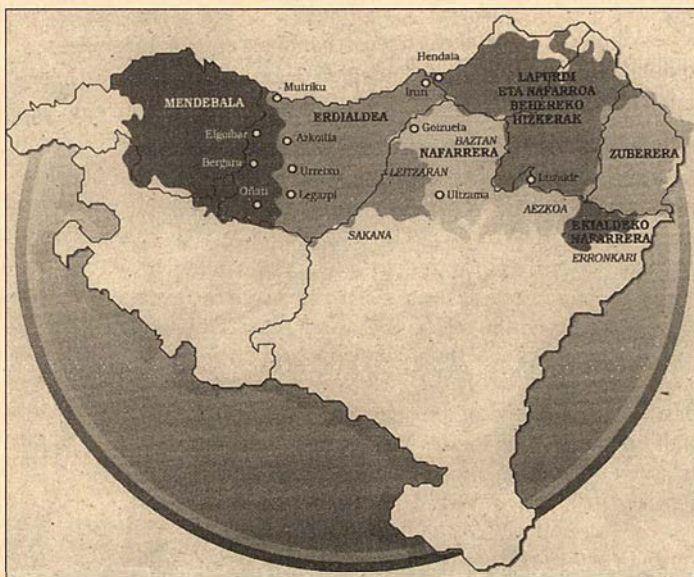 Hendaia
Mutriku
Irun
LAPURDI
ETA NAFARROA
BEHEREKO
HIZKERAK
MENDEBALA
ERDIALDEA
Elgoibar
Goizueta
Azkoitia
BAZTAN
NAFARRERA
ZUBERERA
Bergara
Urretxu
LEITZARAN
Luzaide
Oñati
Legazpi
Ultzama
AEZKOA
EKIALDEKO
NAFARRERA
SAKANA
ERRONKARI